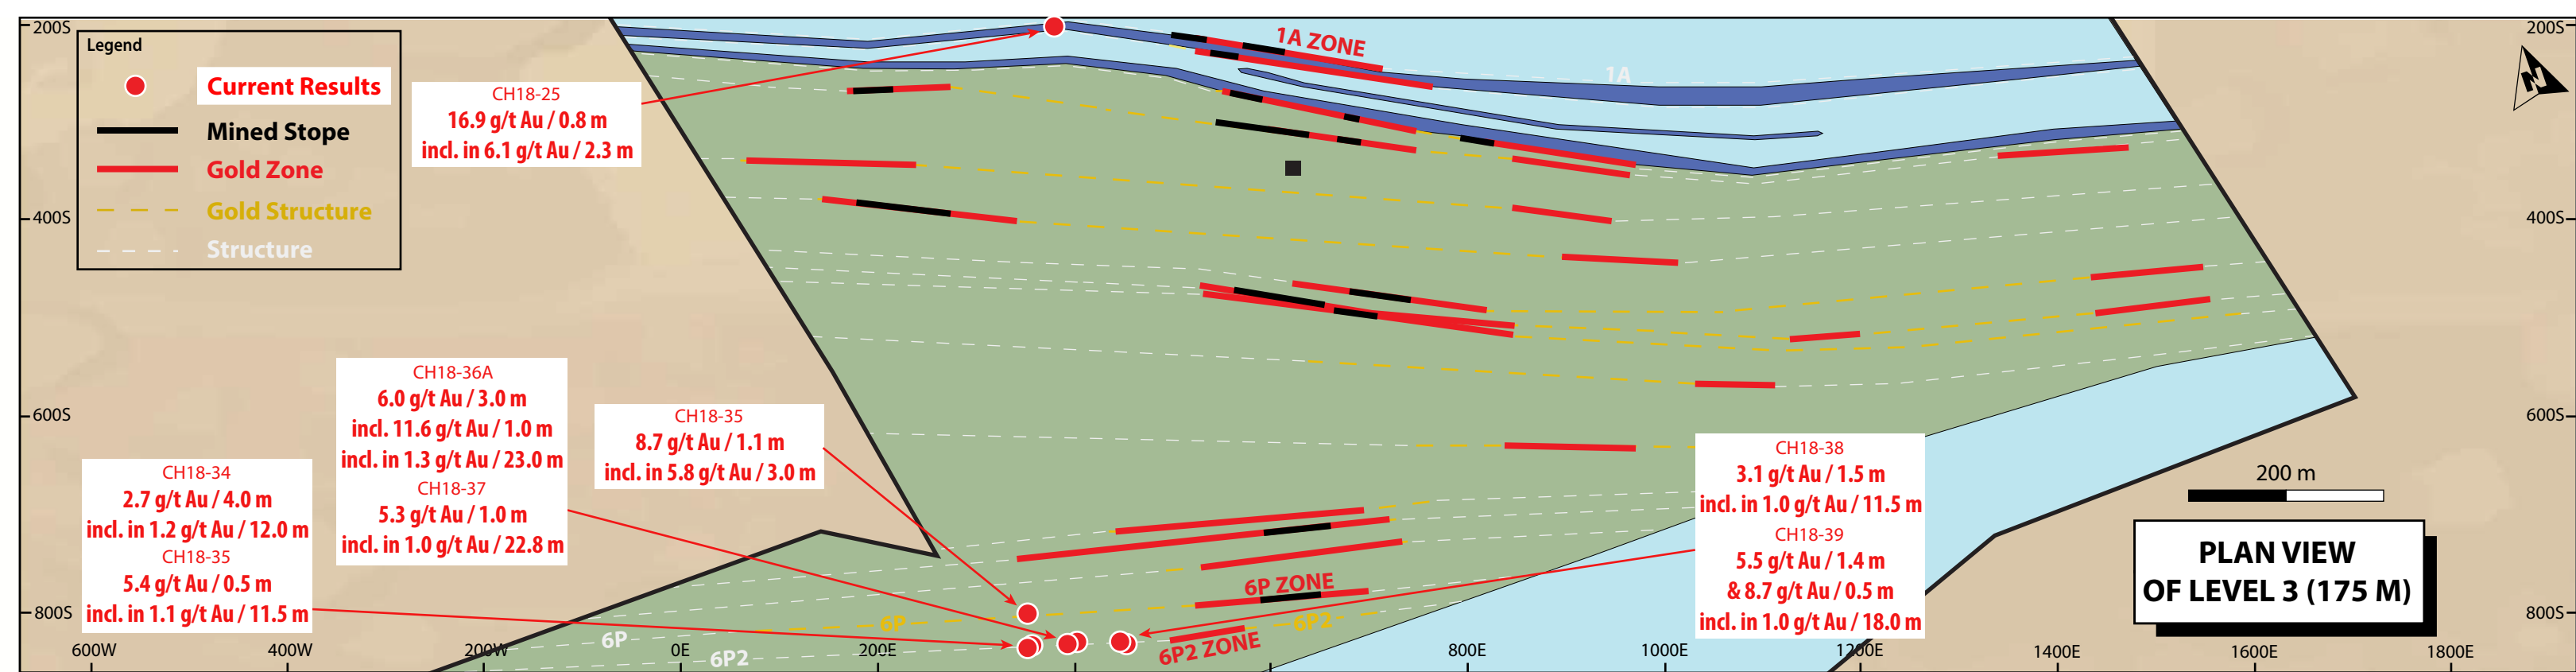 200S
200S
Legend
Current Results
Mined Stope
Gold Zone
Gold Structure
Structure
1A ZONE
1A
N
CH18-25
16.9 g/t Au / 0.8 m
incl. in 6.1 g/t Au / 2.3 m
400S
400S
CH18-36A
6.0 g/t Au / 3.0 m
incl. 11.6 g/t Au / 1.0 m
incl. in 1.3 g/t Au / 23.0 m
CH18-37
5.3 g/t Au / 1.0 m
incl. in 1.0 g/t Au / 22.8 m
CH18-35
8.7 g/t Au / 1.1 m
incl. in 5.8 g/t Au / 3.0 m
600S
600S
CH18-34
2.7 g/t Au / 4.0 m
incl. in 1.2 g/t Au / 12.0 m
CH18-35
5.4 g/t Au / 0.5 m
incl. in 1.1 g/t Au / 11.5 m
CH18-38
3.1 g/t Au / 1.5 m
incl. in 1.0 g/t Au / 11.5 m
CH18-39
5.5 g/t Au / 1.4 m
& 8.7 g/t Au / 0.5 m
incl. in 1.0 g/t Au / 18.0 m
200 m
PLAN VIEW
OF LEVEL 3 (175 M)
6P ZONE
800S
800S
6P
6P
6P2
6P2
6P2 ZONE
600W 400W 200W 0E 200E 800E 1000E 1200E 1400E 1600E 1800E